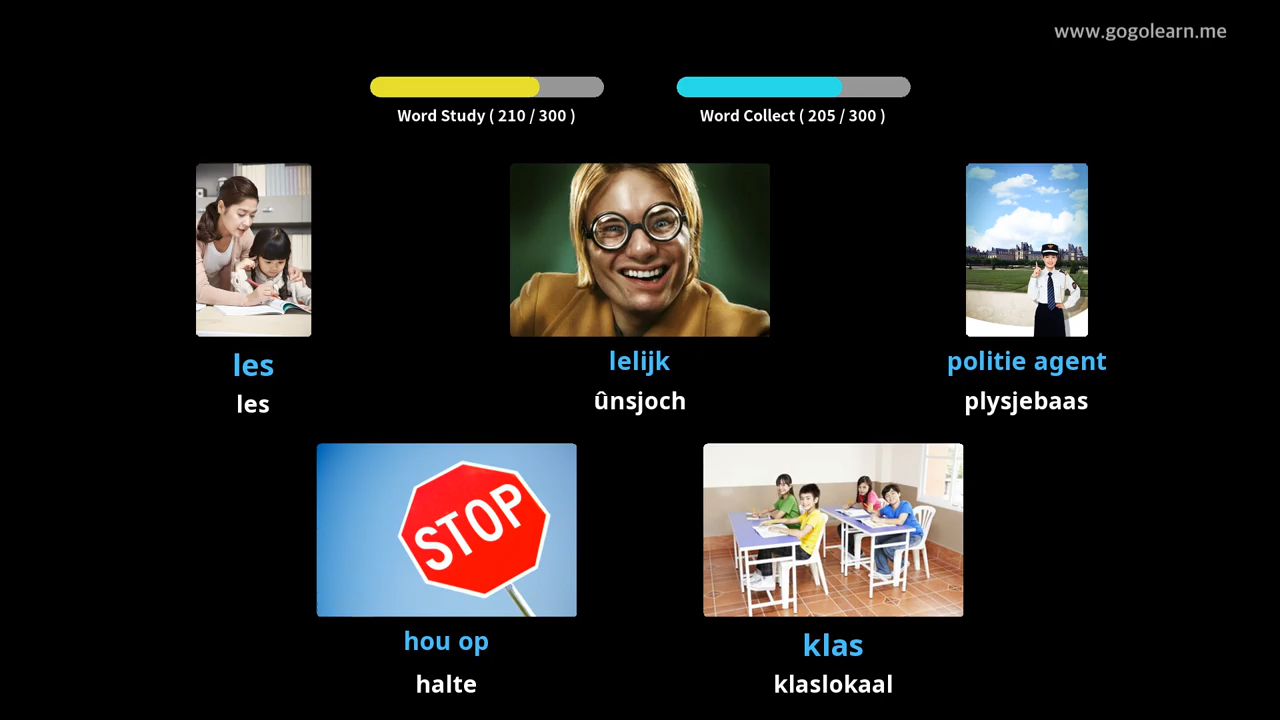 www.gogolearn.me
Word Study ( 210 / 300 )
Word Collect ( 205 / 300 )
les
les
lelijk
ûnsjoch
politie agent
plysjebaas
STOP
hou op
halte
klas
klaslokaal